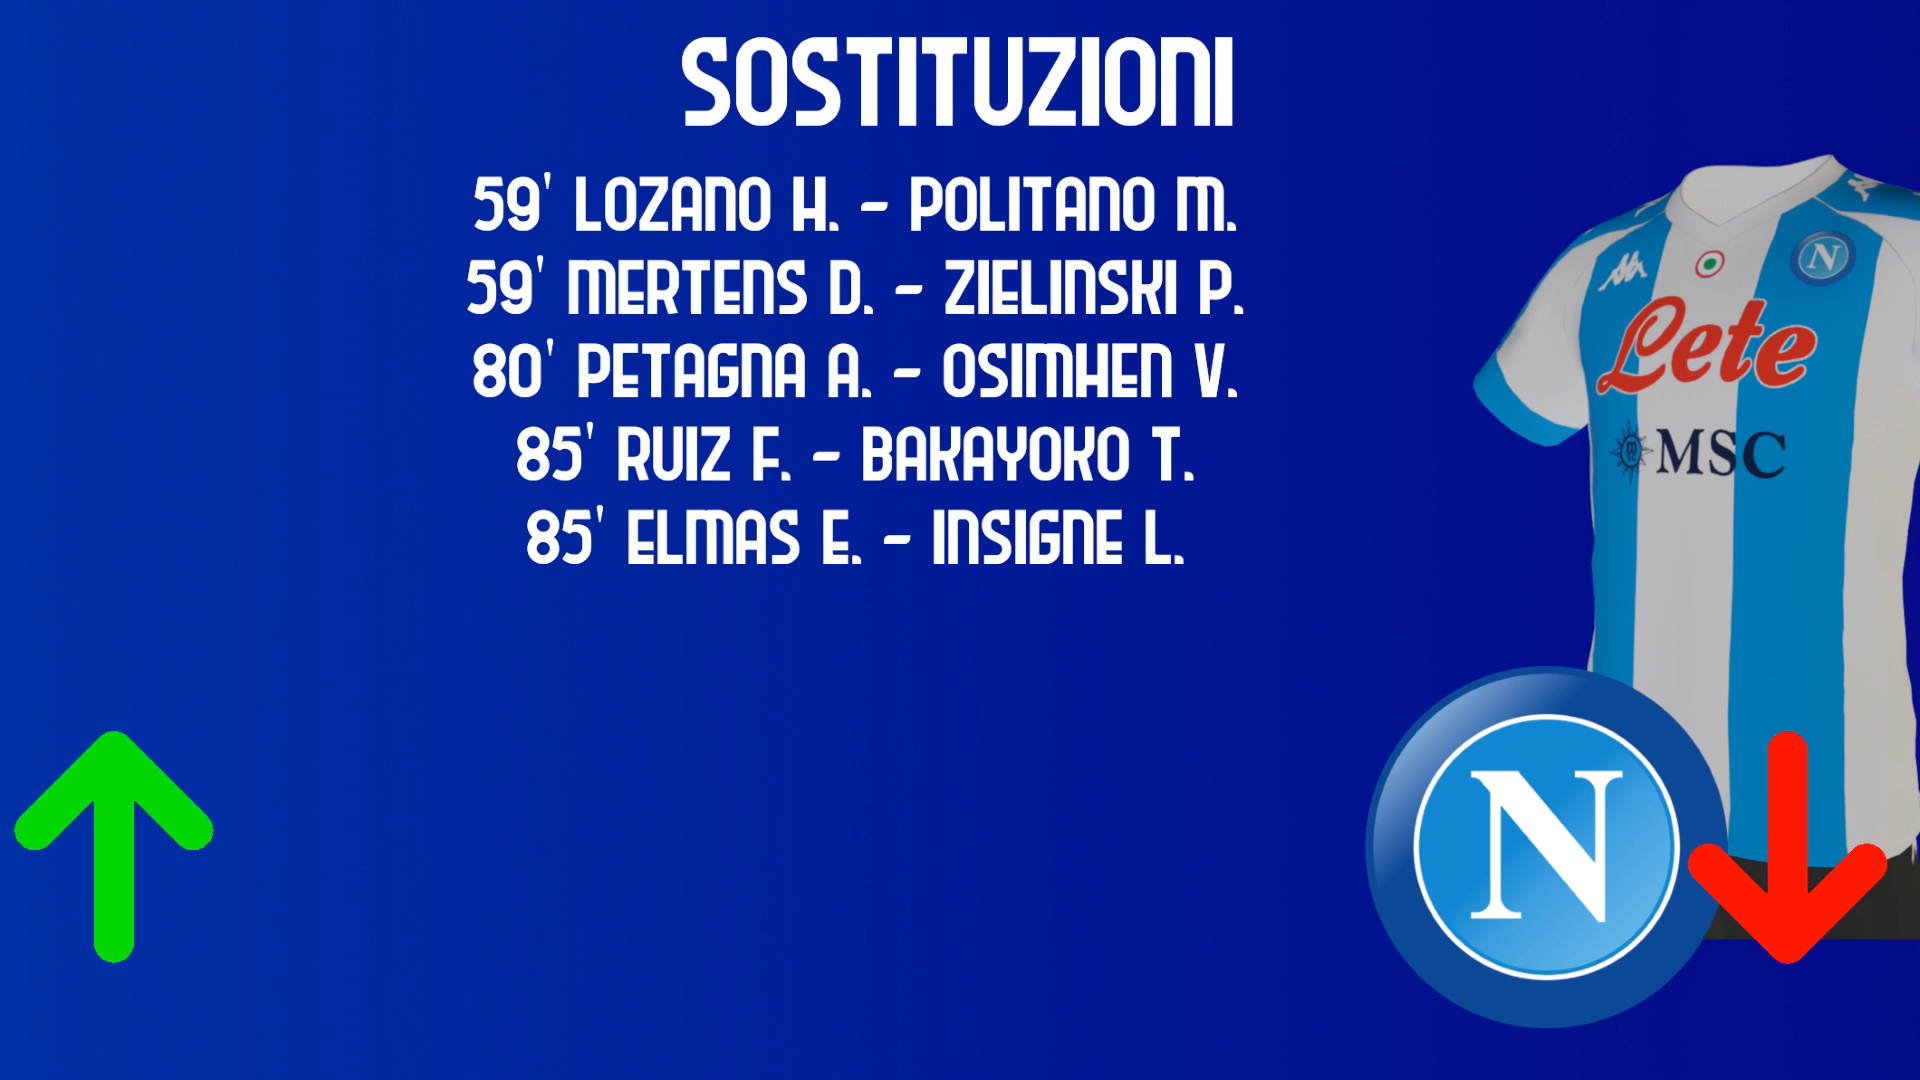 SOSTITUZIONI
59' LOZANO H. - POLITANO M.
59' MERTENS D. - ZIELINSKI P.
80' PETAGNA A. - OSIMHEN V.
85' RUIZ F. - BAKAYOKO T.
85' ELMAS E. - INSIGNE L.
N
Lete
MSC
N